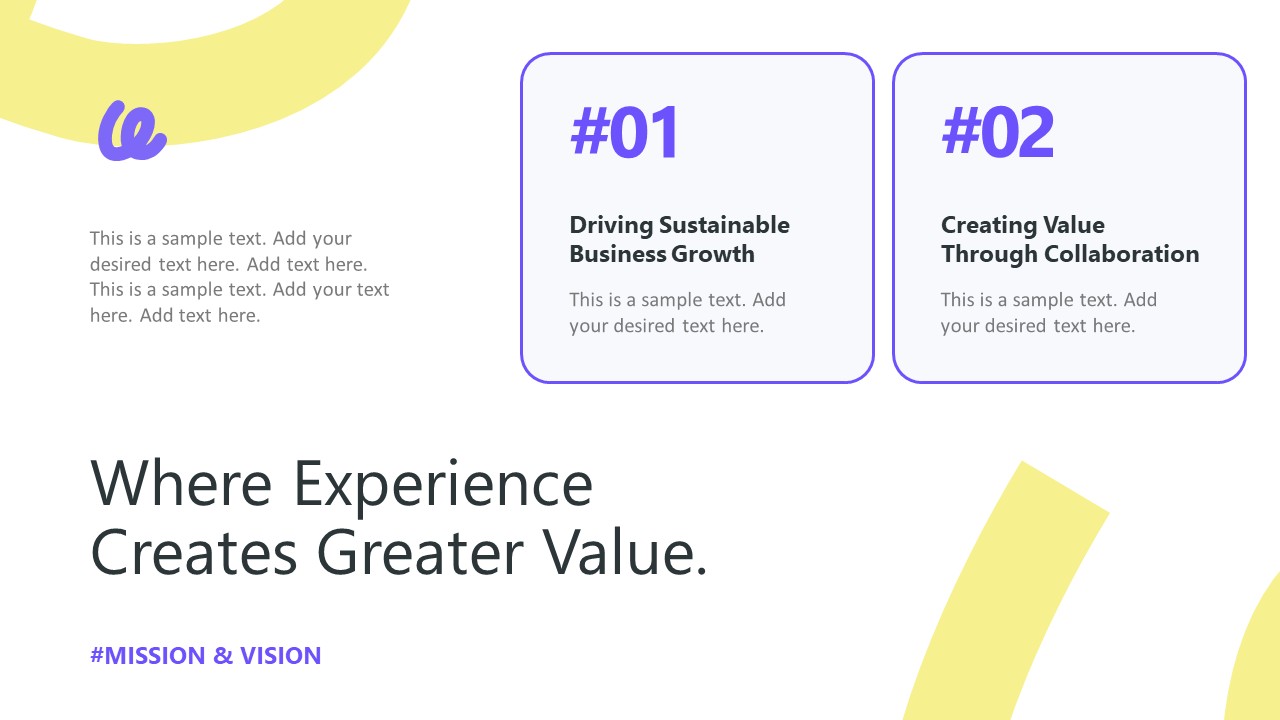 This is a sample text. Add your
desired text here. Add text here.
This is a sample text. Add your text
here. Add text here.
#01
Driving Sustainable
Business Growth
This is a sample text. Add
your desired text here.
#02
Creating Value
Through Collaboration
This is a sample text. Add
your desired text here.
Where Experience
Creates Greater Value.
#MISSION & VISION